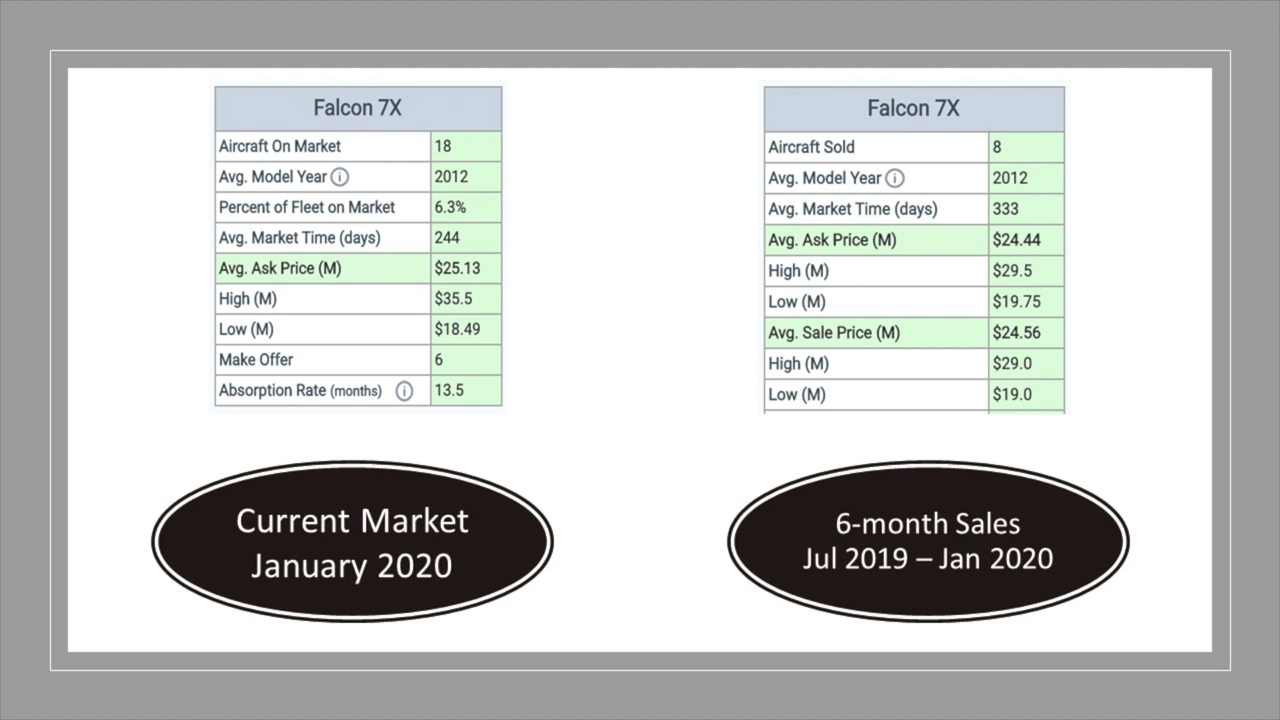 Falcon 7X
Aircraft On Market 18
Avg. Model Year ⓘ 2012
Percent of Fleet on Market 6.3%
Avg. Market Time (days) 244
Avg. Ask Price (M) $25.13
High (M) $35.5
Low (M) $18.49
Make Offer 6
Absorption Rate (months) ⓘ 13.5
Current Market
January 2020
Falcon 7X
Aircraft Sold 8
Avg. Model Year ⓘ 2012
Avg. Market Time (days) 333
Avg. Ask Price (M) $24.44
High (M) $29.5
Low (M) $19.75
Avg. Sale Price (M) $24.56
High (M) $29.0
Low (M) $19.0
6-month Sales
Jul 2019 – Jan 2020